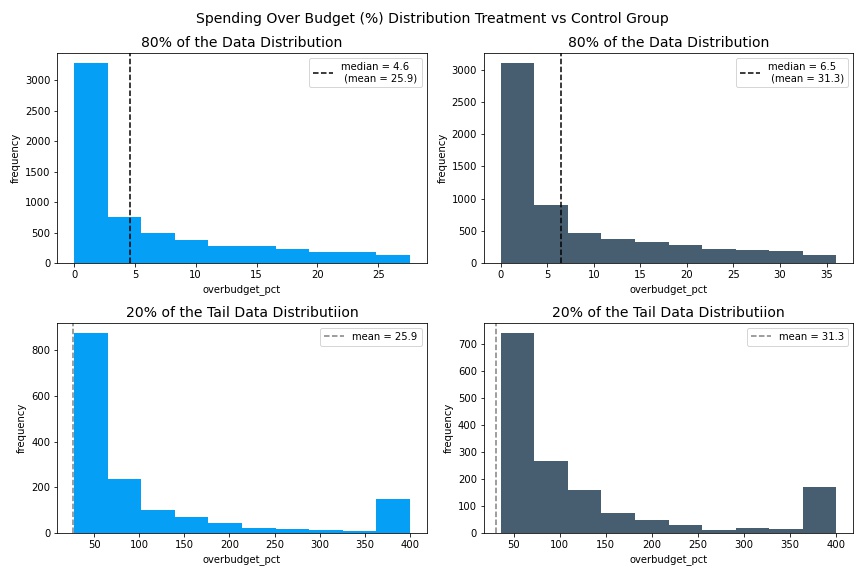 Spending Over Budget (%) Distribution Treatment vs Control Group
80% of the Data Distribution
median = 4.6
(mean = 25.9)
frequency
3000
2500
2000
1500
1000
500
0
0 5 10 15 20 25
overbudget_pct
80% of the Data Distribution
median = 6.5
(mean = 31.3)
frequency
3000
2500
2000
1500
1000
500
0
0 5 10 15 20 25 30 35
overbudget_pct
20% of the Tail Data Distributiion
mean = 25.9
frequency
800
600
400
200
0
50 100 150 200 250 300 350 400
overbudget_pct
20% of the Tail Data Distributiion
mean = 31.3
frequency
700
600
500
400
300
200
100
0
50 100 150 200 250 300 350 400
overbudget_pct